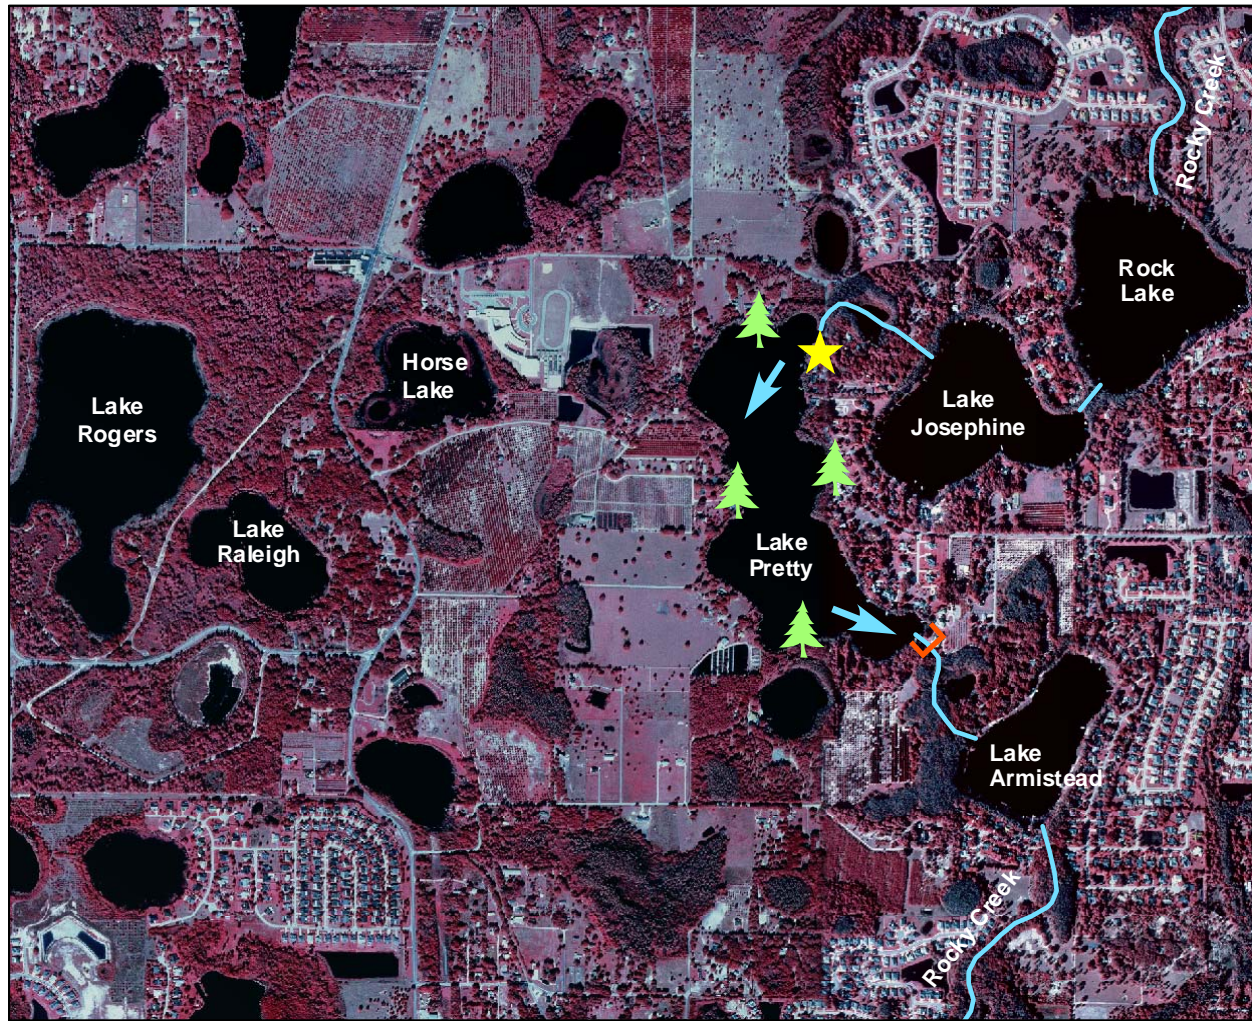 Rocky Creek
Rock
Lake
Horse
Lake
Lake
Rogers
Lake
Josephine
Lake
Raleigh
Lake
Pretty
Lake
Armistead
Rocky Creek